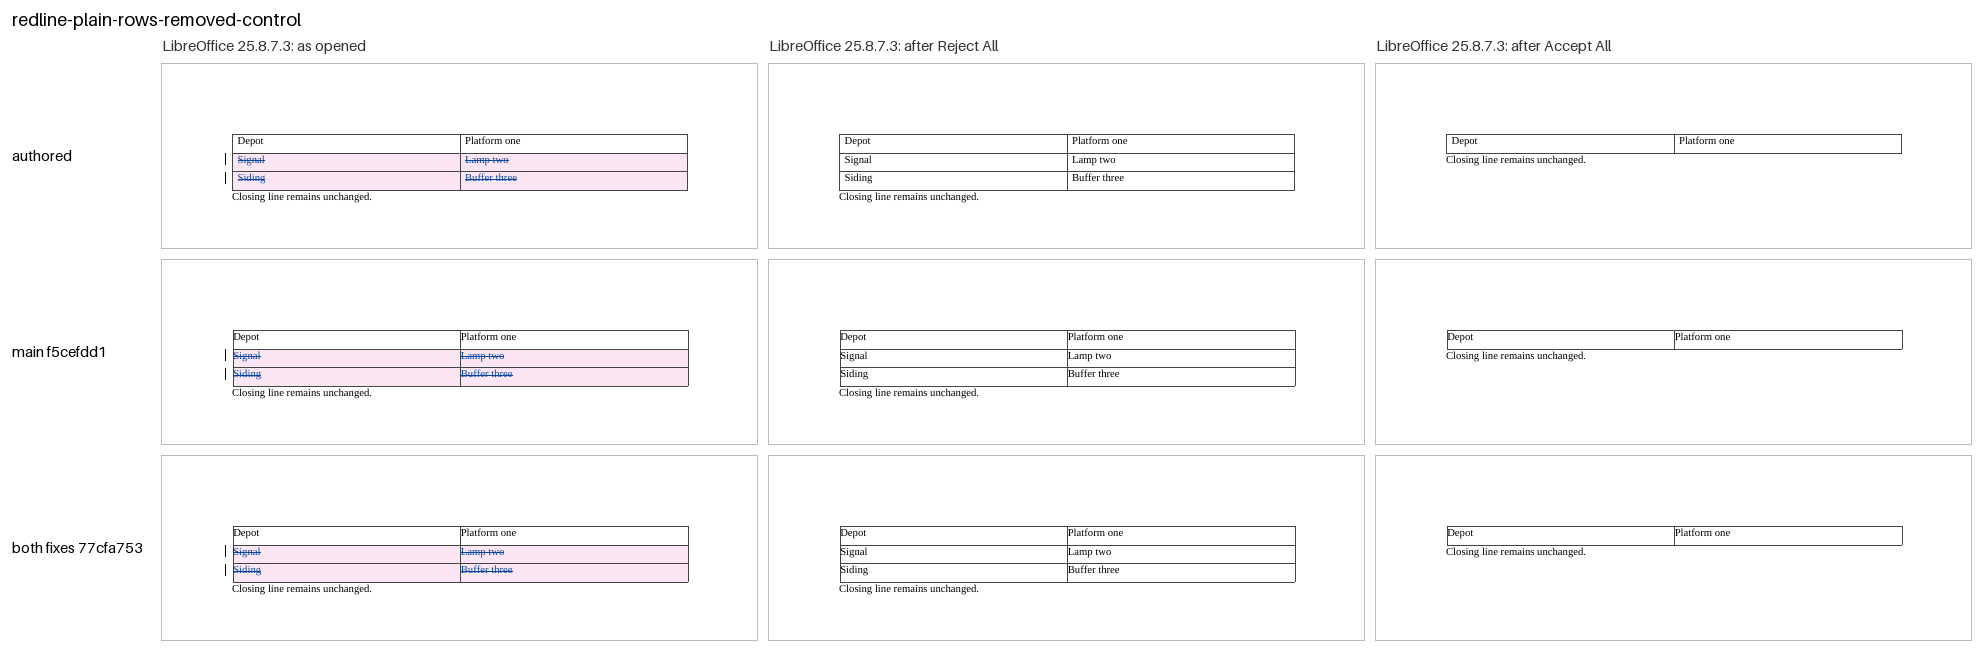 redline-plain-rows-removed-control
LibreOffice 25.8.7.3: as opened
LibreOffice 25.8.7.3: after Reject All
LibreOffice 25.8.7.3: after Accept All
authored
Depot Platform one
Signal Lamp two
Siding Buffer three
Closing line remains unchanged.
Depot Platform one
Signal Lamp two
Siding Buffer three
Closing line remains unchanged.
Depot Platform one
Closing line remains unchanged.
main f5cefdd1
Depot Platform one
Signal Lamp two
Siding Buffer three
Closing line remains unchanged.
Depot Platform one
Signal Lamp two
Siding Buffer three
Closing line remains unchanged.
Depot Platform one
Closing line remains unchanged.
both fixes 77cfa753
Depot Platform one
Signal Lamp two
Siding Buffer three
Closing line remains unchanged.
Depot Platform one
Signal Lamp two
Siding Buffer three
Closing line remains unchanged.
Depot Platform one
Closing line remains unchanged.